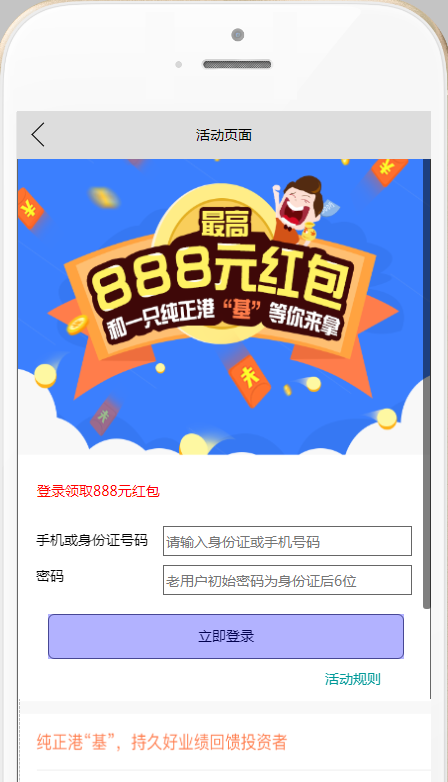 活动页面
最高
888元红包
和一只纯正港“基”等你来拿
登录领取888元红包
手机或身份证号码 请输入身份证或手机号码
密码 老用户初始密码为身份证后6位
立即登录
活动规则
纯正港“基”，持久好业绩回馈投资者